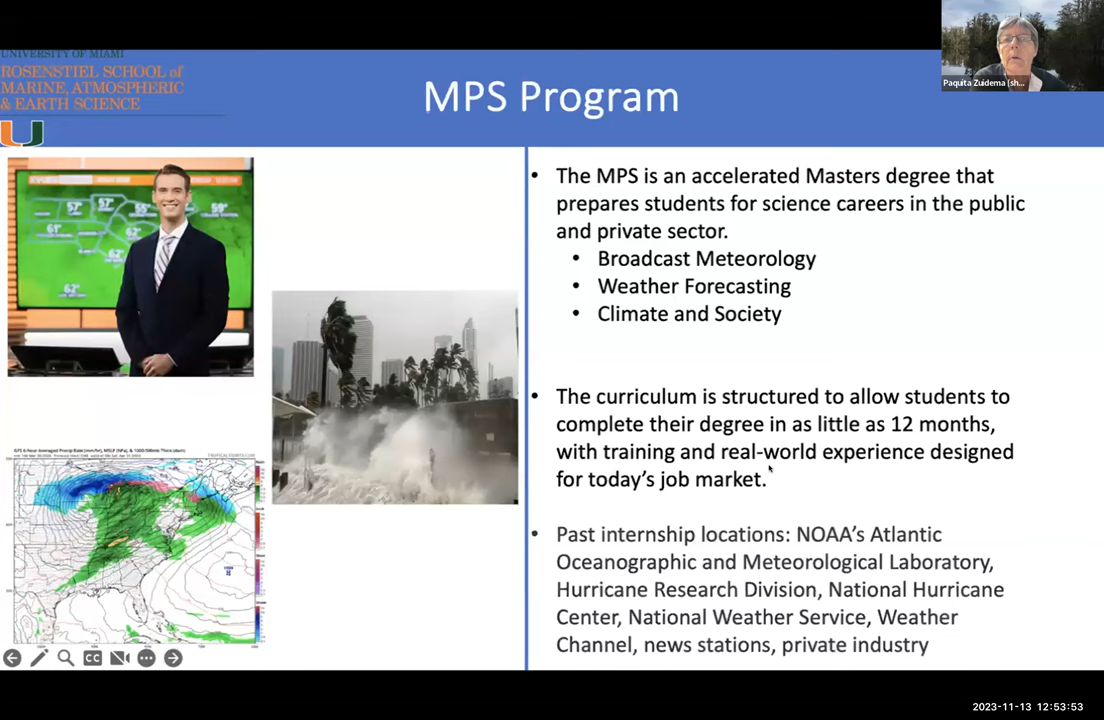 UNIVERSITY OF MIAMI
ROSENSTIEL SCHOOL of
MARINE, ATMOSPHERIC
& EARTH SCIENCE
MPS Program
Paquita Zuidema (sh...
57°
57°
55°
59°
61°
62°
62°
62°
• The MPS is an accelerated Masters degree that
prepares students for science careers in the public
and private sector.
• Broadcast Meteorology
• Weather Forecasting
• Climate and Society
• The curriculum is structured to allow students to
complete their degree in as little as 12 months,
with training and real-world experience designed
for today's job market.
• Past internship locations: NOAA's Atlantic
Oceanographic and Meteorological Laboratory,
Hurricane Research Division, National Hurricane
Center, National Weather Service, Weather
Channel, news stations, private industry
CC
2023-11-13 12:53:53